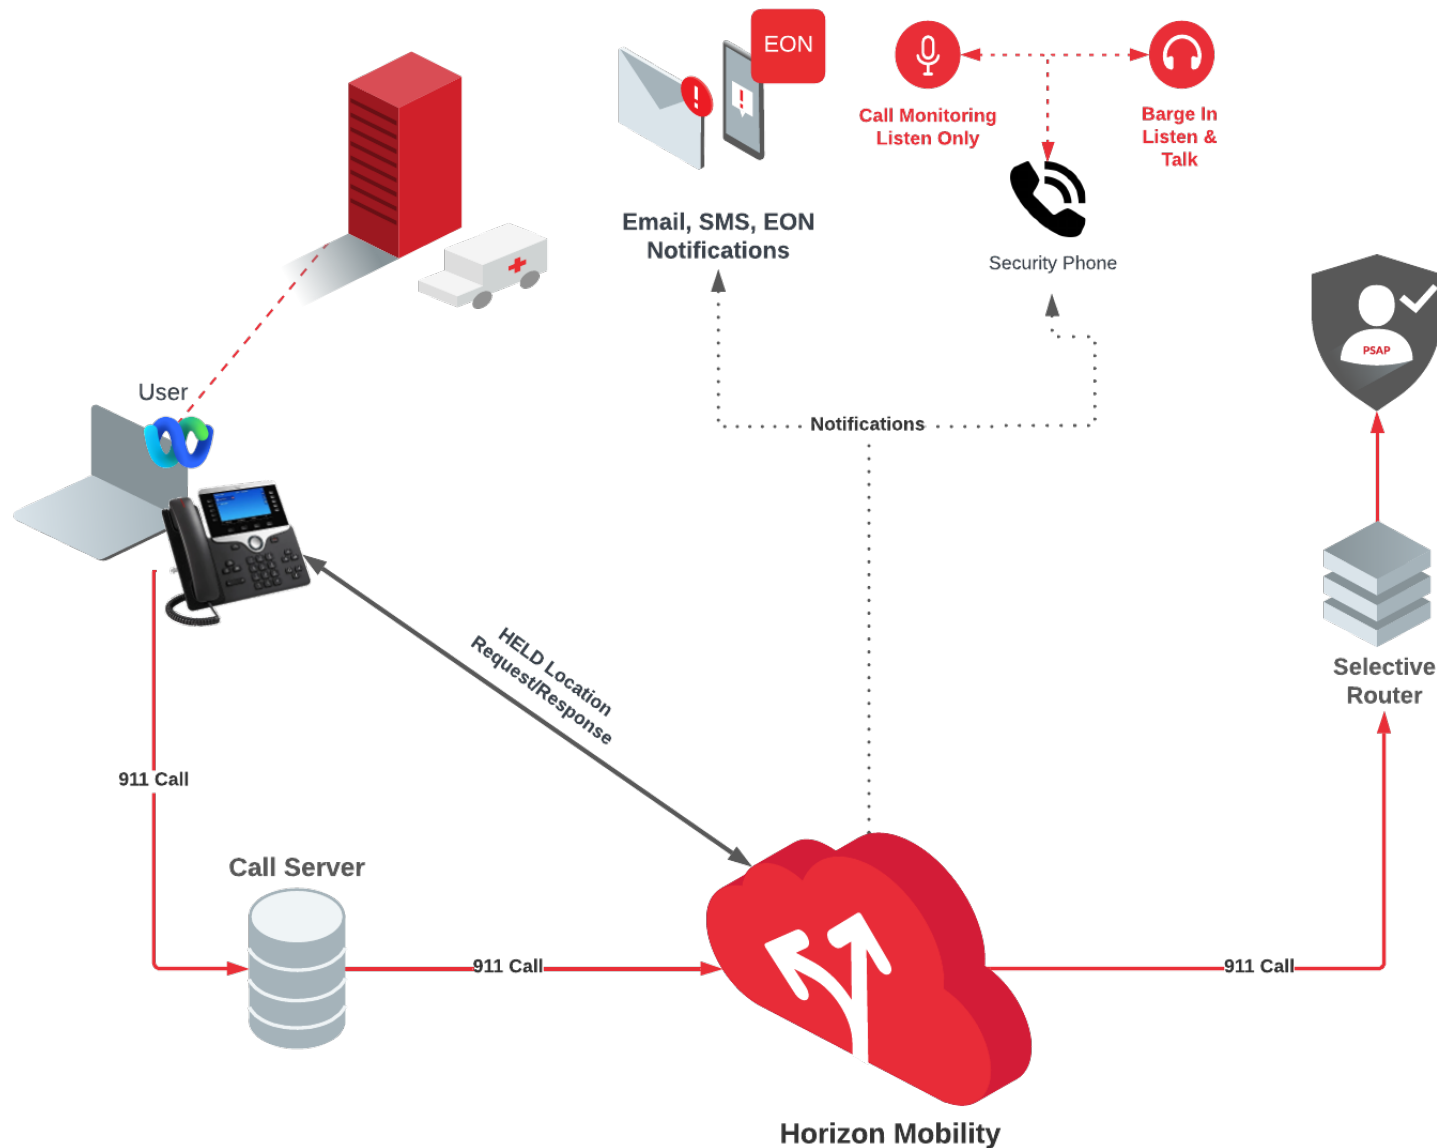 EON
Call Monitoring
Listen Only
Barge In
Listen &
Talk
Email, SMS, EON
Notifications
Security Phone
PSAP
User
Notifications
HELD Location
Request/Response
Selective
Router
911 Call
Call Server
911 Call
911 Call
Horizon Mobility